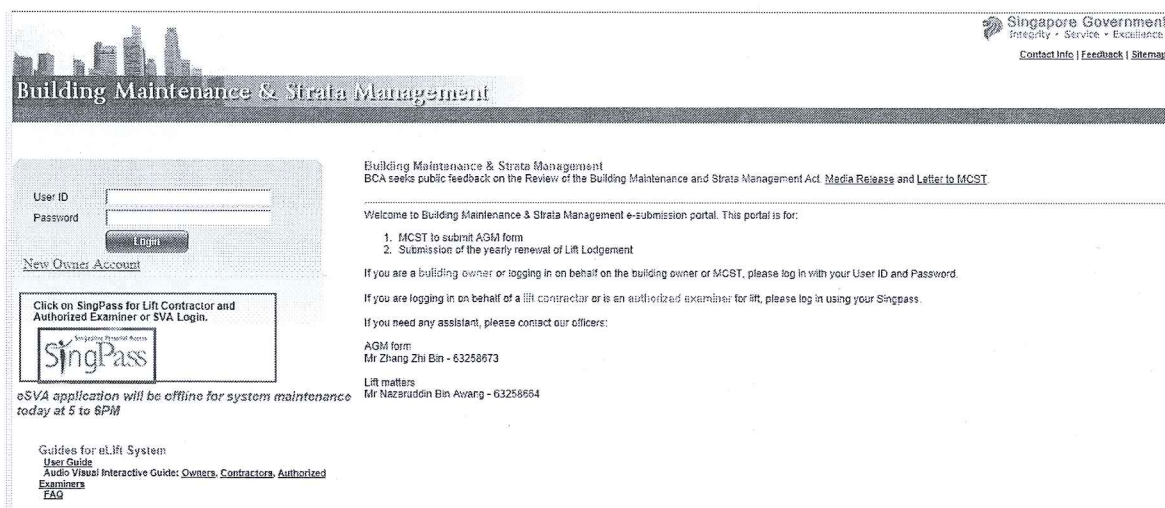 Singapore Government
Integrity • Service • Excellence
Contact Info | Feedback | Sitemap
Building Maintenance & Strata Management
User ID
Password
Login
New Owner Account
Click on SingPass for Lift Contractor and
Authorized Examiner or SVA Login.
Singapore Personal Access
SingPass
eSVA application will be offline for system maintenance
today at 5 to 6PM
Guides for eLift System
User Guide
Audio Visual Interactive Guide: Owners, Contractors, Authorized
Examiners
FAQ
Building Maintenance & Strata Management
BCA seeks public feedback on the Review of the Building Maintenance and Strata Management Act. Media Release and Letter to MCST.
Welcome to Building Maintenance & Strata Management e-submission portal. This portal is for:
1. MCST to submit AGM form
2. Submission of the yearly renewal of Lift Lodgement
If you are a building owner or logging in on behalf on the building owner or MCST, please log in with your User ID and Password.
If you are logging in on behalf of a lift contractor or is an authorized examiner for lift, please log in using your Singpass.
If you need any assistant, please contact our officers:
AGM form
Mr Zhang Zhi Bin - 63258673
Lift matters
Mr Nazaruddin Bin Awang - 63258664